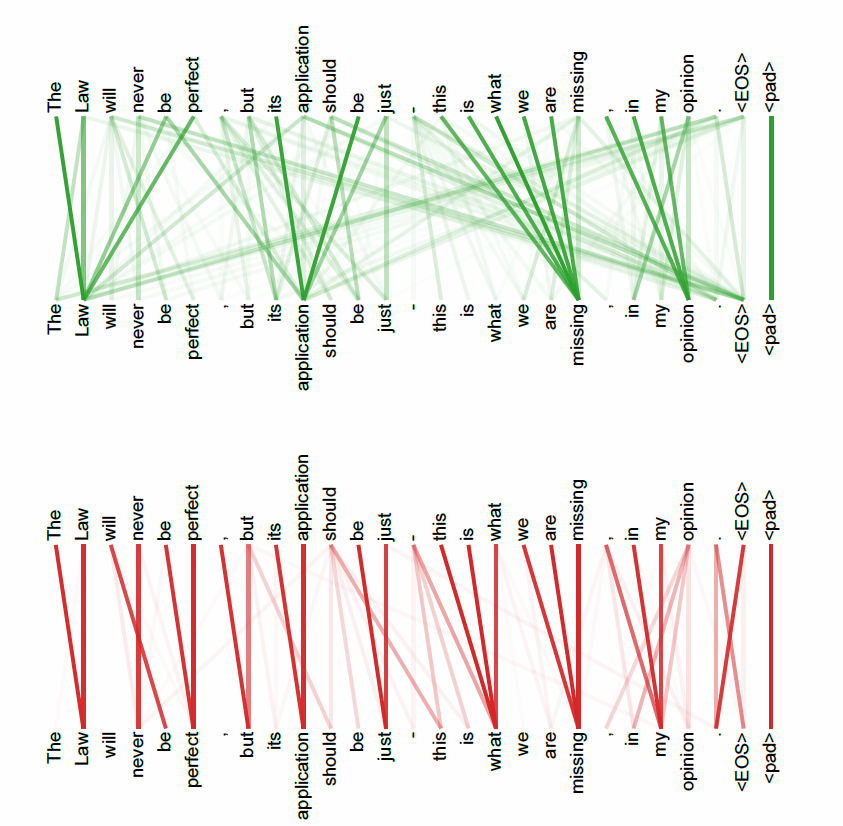 The Law will never be perfect , but its application should be just - this is what we are missing , in my opinion . <EOS> <pad>
The Law will never be perfect , but its application should be just - this is what we are missing , in my opinion . <EOS> <pad>
The Law will never be perfect , but its application should be just - this is what we are missing , in my opinion . <EOS> <pad>
The Law will never be perfect , but its application should be just - this is what we are missing , in my opinion . <EOS> <pad>